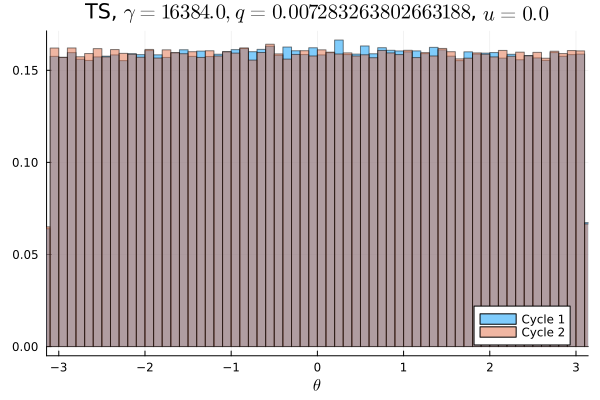 TS, γ = 16384.0, q = 0.007283263802663188, u = 0.0
0.15
0.10
0.05
0.00
−3 −2 −1 0 1 2 3
θ
Cycle 1
Cycle 2